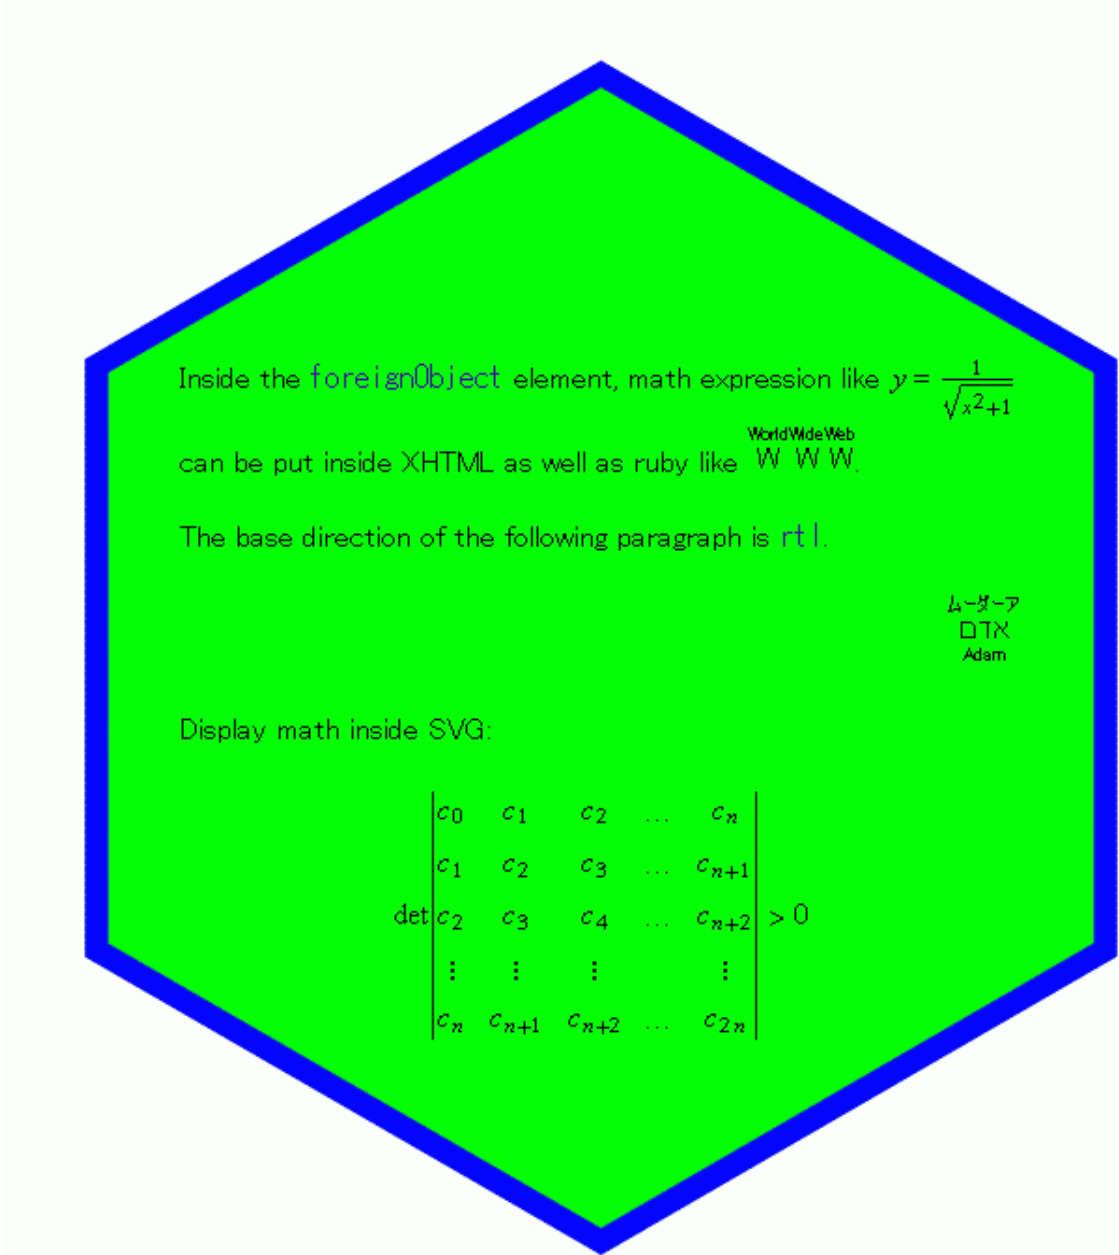 Inside the foreignObject element, math expression like y = 1/√(x²+1)
World Wide Web
can be put inside XHTML as well as ruby like W W W.
The base direction of the following paragraph is rtl.
ムーダーア
אדם
Adam
Display math inside SVG:
c₀ c₁ c₂ … cₙ
c₁ c₂ c₃ … cₙ₊₁
det c₂ c₃ c₄ … cₙ₊₂ > 0
⋮ ⋮ ⋮ ⋮
cₙ cₙ₊₁ cₙ₊₂ … c₂ₙ